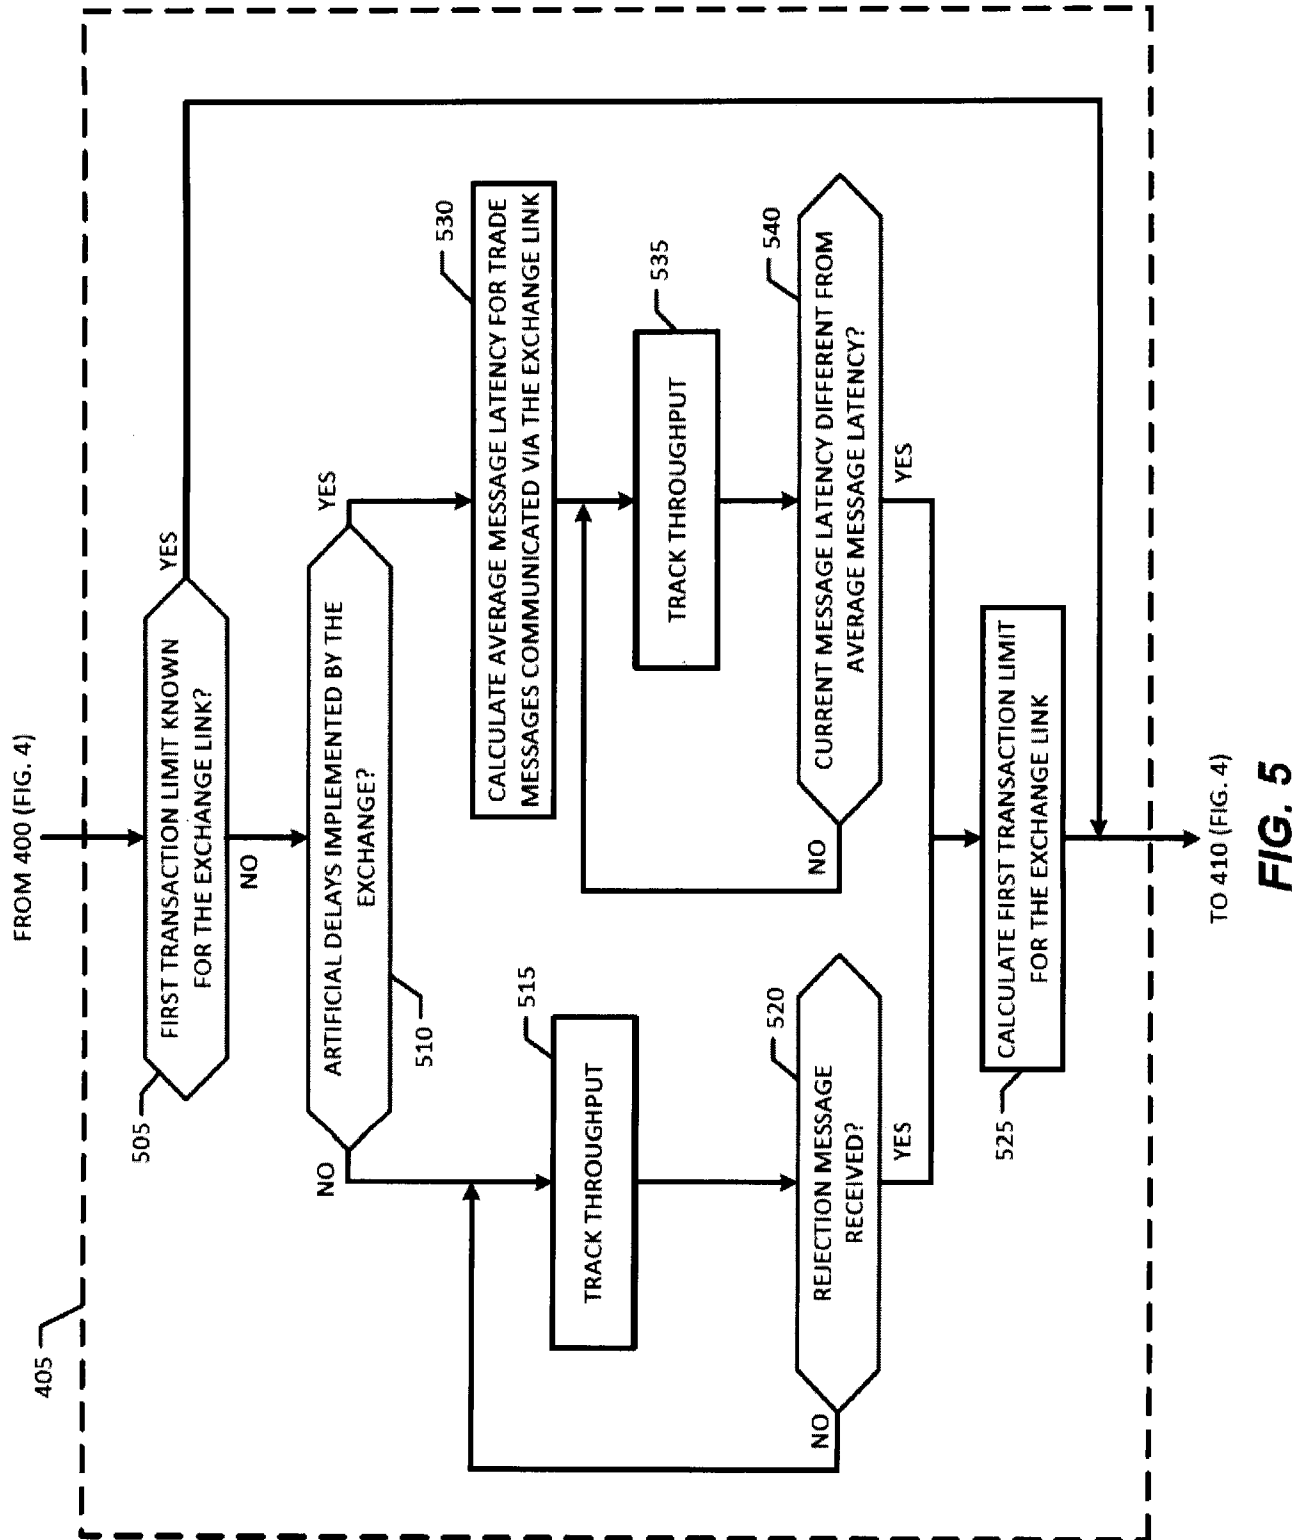 FROM 400 (FIG. 4)
405
505
FIRST TRANSACTION LIMIT KNOWN
FOR THE EXCHANGE LINK?
YES
NO
ARTIFICIAL DELAYS IMPLEMENTED BY THE
EXCHANGE?
510
NO
YES
515
TRACK THROUGHPUT
520
REJECTION MESSAGE
RECEIVED?
NO
YES
530
CALCULATE AVERAGE MESSAGE LATENCY FOR TRADE
MESSAGES COMMUNICATED VIA THE EXCHANGE LINK
535
TRACK THROUGHPUT
540
CURRENT MESSAGE LATENCY DIFFERENT FROM
AVERAGE MESSAGE LATENCY?
NO
YES
525
CALCULATE FIRST TRANSACTION LIMIT
FOR THE EXCHANGE LINK
TO 410 (FIG. 4)
FIG. 5